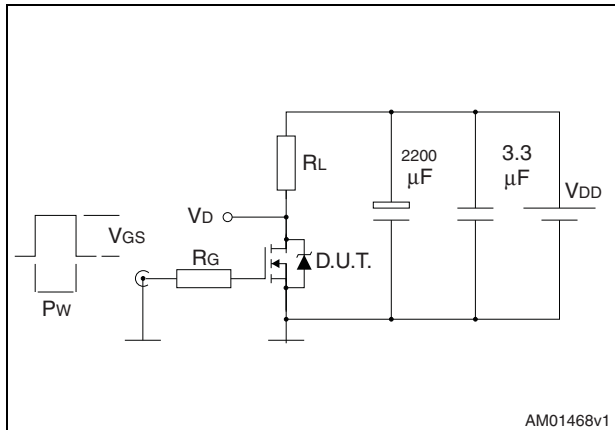 RL
2200
μF
3.3
μF
VDD
VD
VGS
RG
D.U.T.
PW
AM01468v1